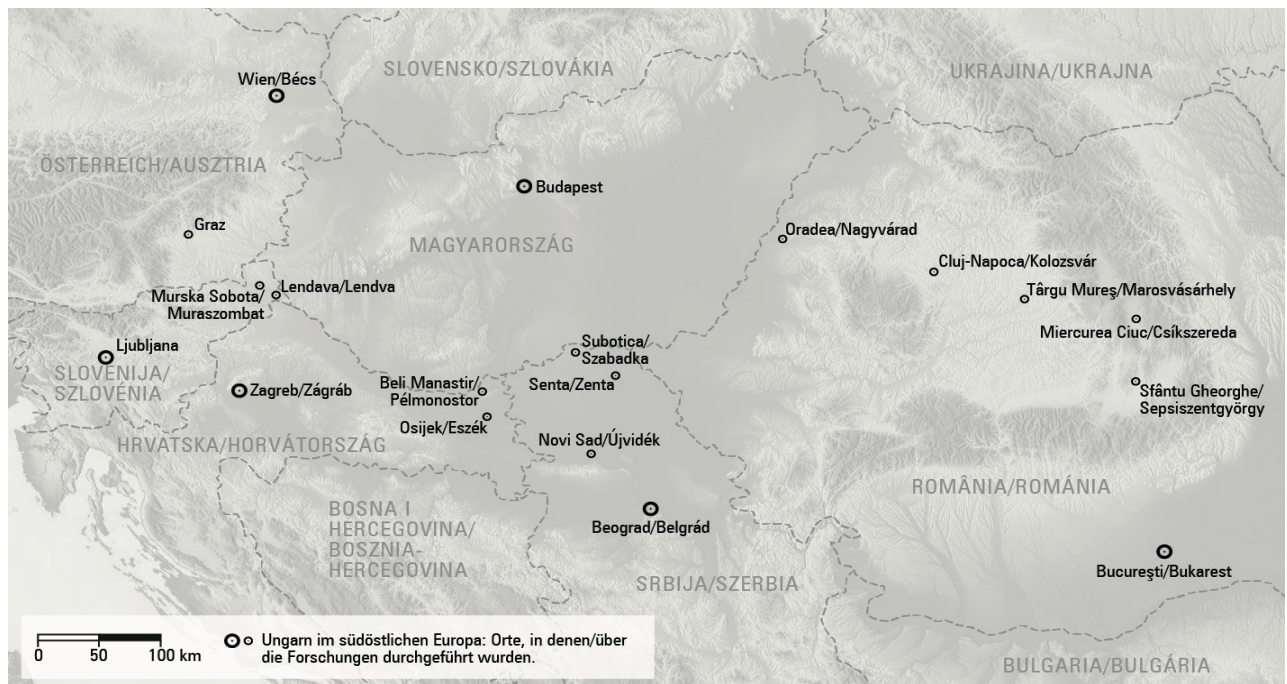 SLOVENSKO/SZLOVÁKIA
UKRAJINA/UKRAJNA
Wien/Bécs
ÖSTERREICH/AUSZTRIA
Budapest
Graz
MAGYARORSZÁG
Oradea/Nagyvárad
Cluj-Napoca/Kolozsvár
Lendava/Lendva
Murska Sobota/
Muraszombat
Târgu Mureş/Marosvásárhely
Miercurea Ciuc/Csíkszereda
Ljubljana
Subotica/
Szabadka
SLOVENIJA/
SZLOVÉNIA
Zagreb/Zágráb
Beli Manastir/
Pélmonostor
Senta/Zenta
Sfântu Gheorghe/
Sepsiszentgyörgy
Osijek/Eszék
HRVATSKA/HORVÁTORSZÁG
Novi Sad/Újvidék
ROMÂNIA/ROMÁNIA
BOSNA I
HERCEGOVINA/
BOSZNIA-
HERCEGOVINA
Beograd/Belgrád
SRBIJA/SZERBIA
Bucureşti/Bukarest
0 50 100 km
Ungarn im südöstlichen Europa: Orte, in denen/über
die Forschungen durchgeführt wurden.
BULGARIA/BULGÁRIA